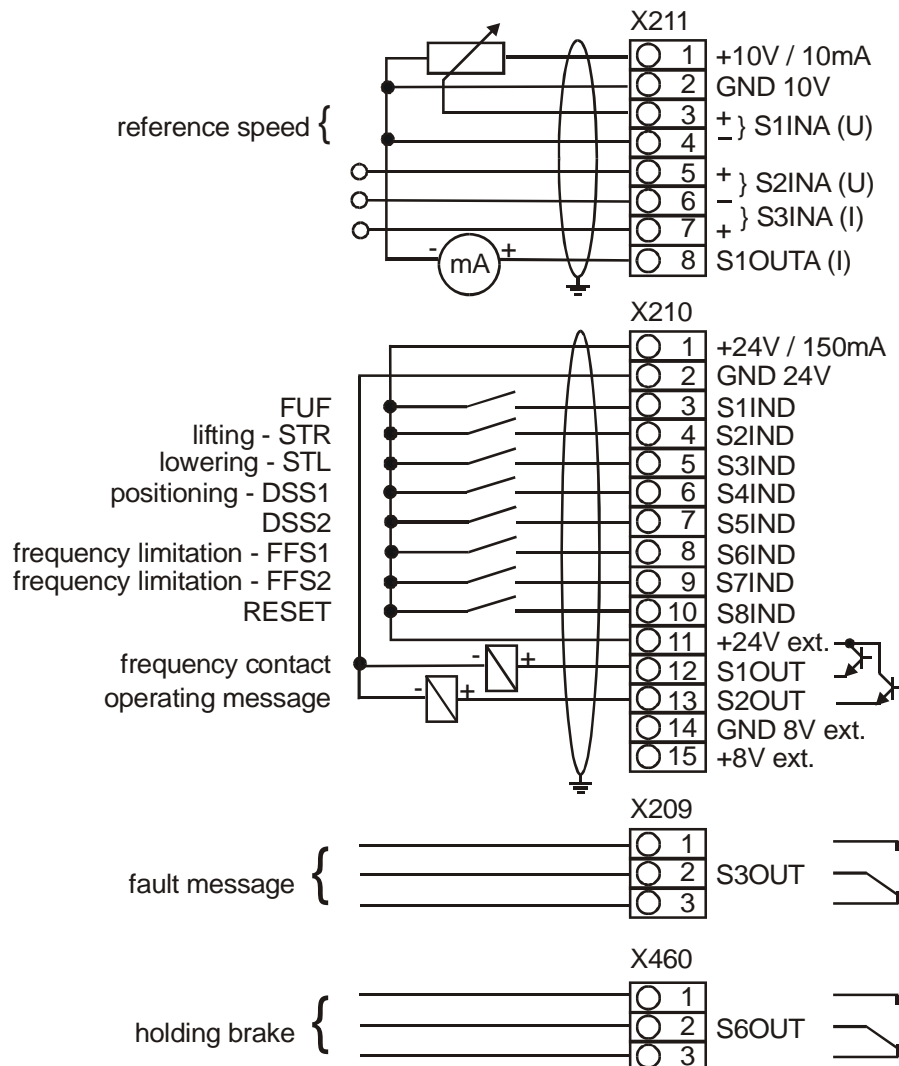 X211
1 +10V / 10mA
2 GND 10V
reference speed {
3 +
4 –
} S1INA (U)
5 +
6 –
7 +
} S2INA (U)
} S3INA (I)
- mA + 8 S1OUTA (I)
X210
1 +24V / 150mA
2 GND 24V
FUF 3 S1IND
lifting - STR 4 S2IND
lowering - STL 5 S3IND
positioning - DSS1 6 S4IND
DSS2 7 S5IND
frequency limitation - FFS1 8 S6IND
frequency limitation - FFS2 9 S7IND
RESET 10 S8IND
11 +24V ext.
frequency contact - + 12 S1OUT
operating message - + 13 S2OUT
14 GND 8V ext.
15 +8V ext.
X209
1
fault message { 2 S3OUT
3
X460
1
holding brake { 2 S6OUT
3